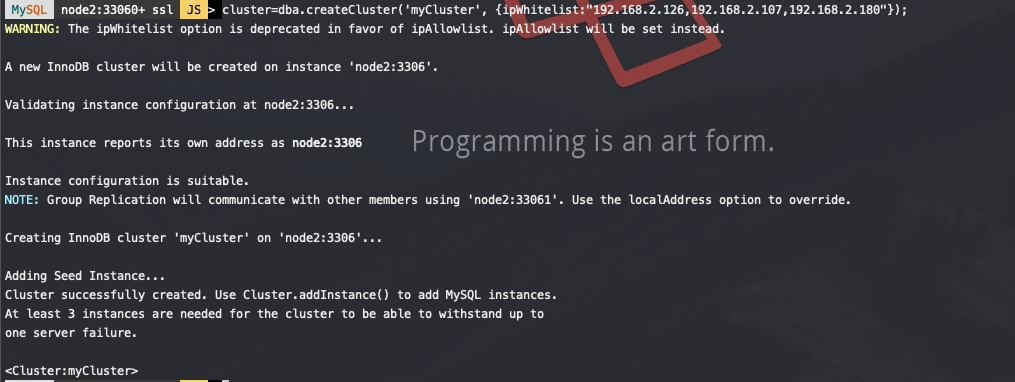 MySQL node2:33060+ ssl JS > cluster=dba.createCluster('myCluster', {ipWhitelist:"192.168.2.126,192.168.2.107,192.168.2.180"});
WARNING: The ipWhitelist option is deprecated in favor of ipAllowlist. ipAllowlist will be set instead.
A new InnoDB cluster will be created on instance 'node2:3306'.
Validating instance configuration at node2:3306...
This instance reports its own address as node2:3306
Programming is an art form.
Instance configuration is suitable.
NOTE: Group Replication will communicate with other members using 'node2:33061'. Use the localAddress option to override.
Creating InnoDB cluster 'myCluster' on 'node2:3306'...
Adding Seed Instance...
Cluster successfully created. Use Cluster.addInstance() to add MySQL instances.
At least 3 instances are needed for the cluster to be able to withstand up to
one server failure.
<Cluster:myCluster>